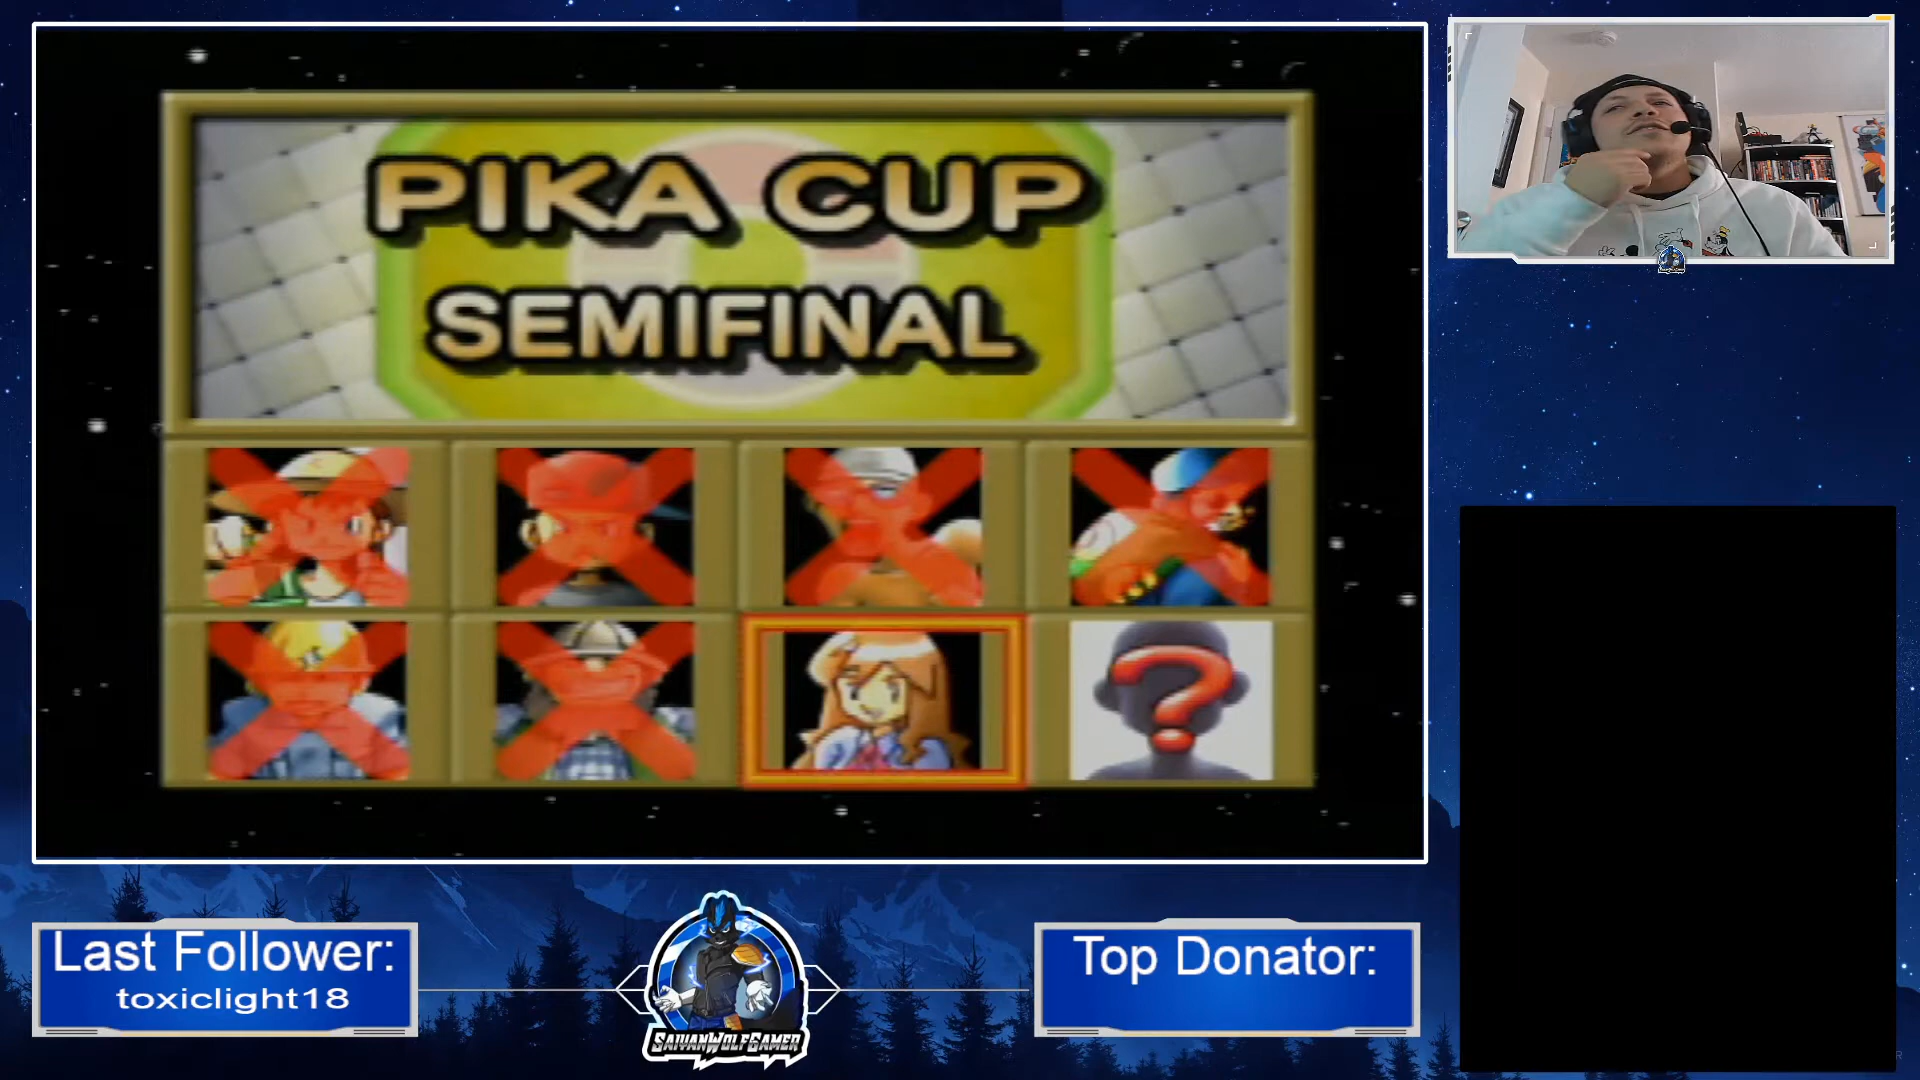 PIKA CUP
SEMIFINAL
?
Last Follower:
toxiclight18
SAIYANWOLFGAMER
Top Donator: